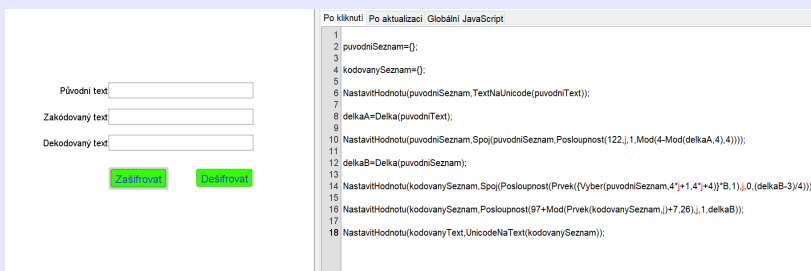 Po kliknutí Po aktualizaci Globální JavaScript
1
2 puvodniSeznam={};
3
4 kodovanySeznam={};
5
6 NastavitHodnotu(puvodniSeznam,TextNaUnicode(puvodniText));
7
8 delkaA=Delka(puvodniText);
9
10 NastavitHodnotu(puvodniSeznam,Spoj(puvodniSeznam,Posloupnost(122,j,1,Mod(4-Mod(delkaA,4),4))));
11
12 delkaB=Delka(puvodniSeznam);
13
14 NastavitHodnotu(kodovanySeznam,Spoj(Posloupnost(Prvek({Vyber(puvodniSeznam,4*j+1,4*j+4)}*B,1),j,0,(delkaB-3)/4)))
15
16 NastavitHodnotu(kodovanySeznam,Posloupnost(97+Mod(Prvek(kodovanySeznam,j)+7,26),j,1,delkaB));
17
18 NastavitHodnotu(kodovanyText,UnicodeNaText(kodovanySeznam));
Původní text
Zakódovaný text
Dekodovaný text
Zašifrovat Dešifrovat